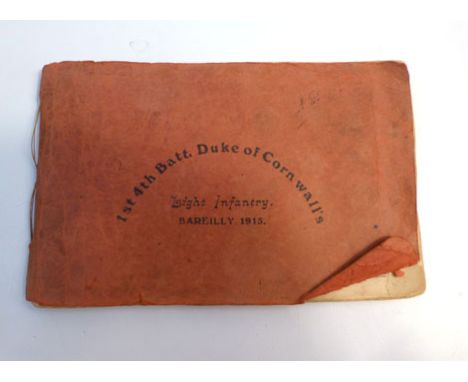 1st 4th Batt. Duke of Cornwall's
Light Infantry.
BAREILLY. 1915.